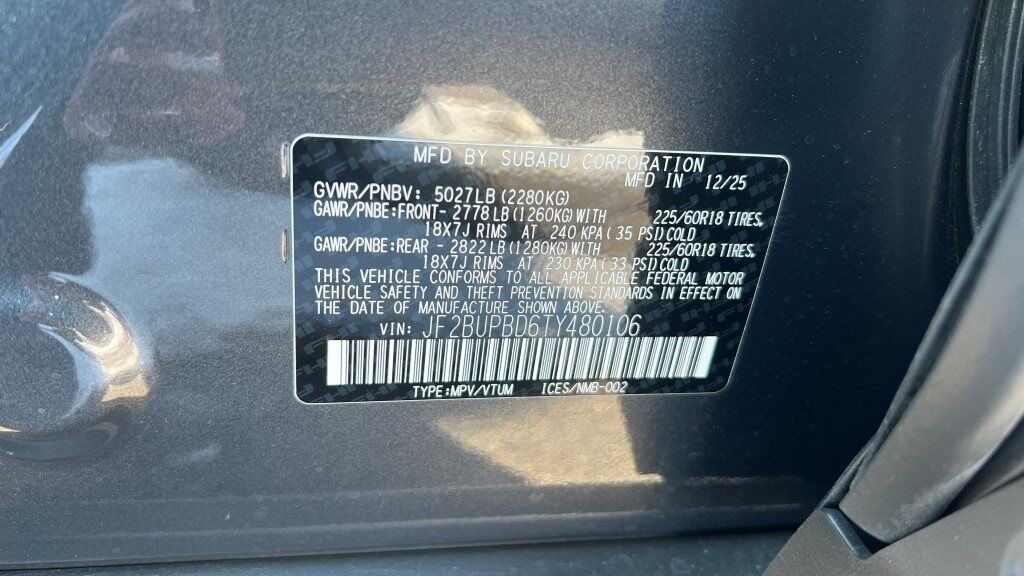 MFD BY SUBARU CORPORATION
MFD IN 12/25
GVWR/PNBV: 5027LB (2280KG)
GAWR/PNBE:FRONT- 2778 LB (1260KG) WITH 225/60R18 TIRES,
18X7J RIMS AT 240 KPA ( 35 PSI) COLD
GAWR/PNBE:REAR - 2822 LB (1280KG) WITH 225/60R18 TIRES,
18X7J RIMS AT 230 KPA ( 33 PSI) COLD
THIS VEHICLE CONFORMS TO ALL APPLICABLE FEDERAL MOTOR
VEHICLE SAFETY AND THEFT PREVENTION STANDARDS IN EFFECT ON
THE DATE OF MANUFACTURE SHOWN ABOVE.
VIN: JF2BUPBD6TY480106
TYPE:MPV/VTUM ICES/NMB-002